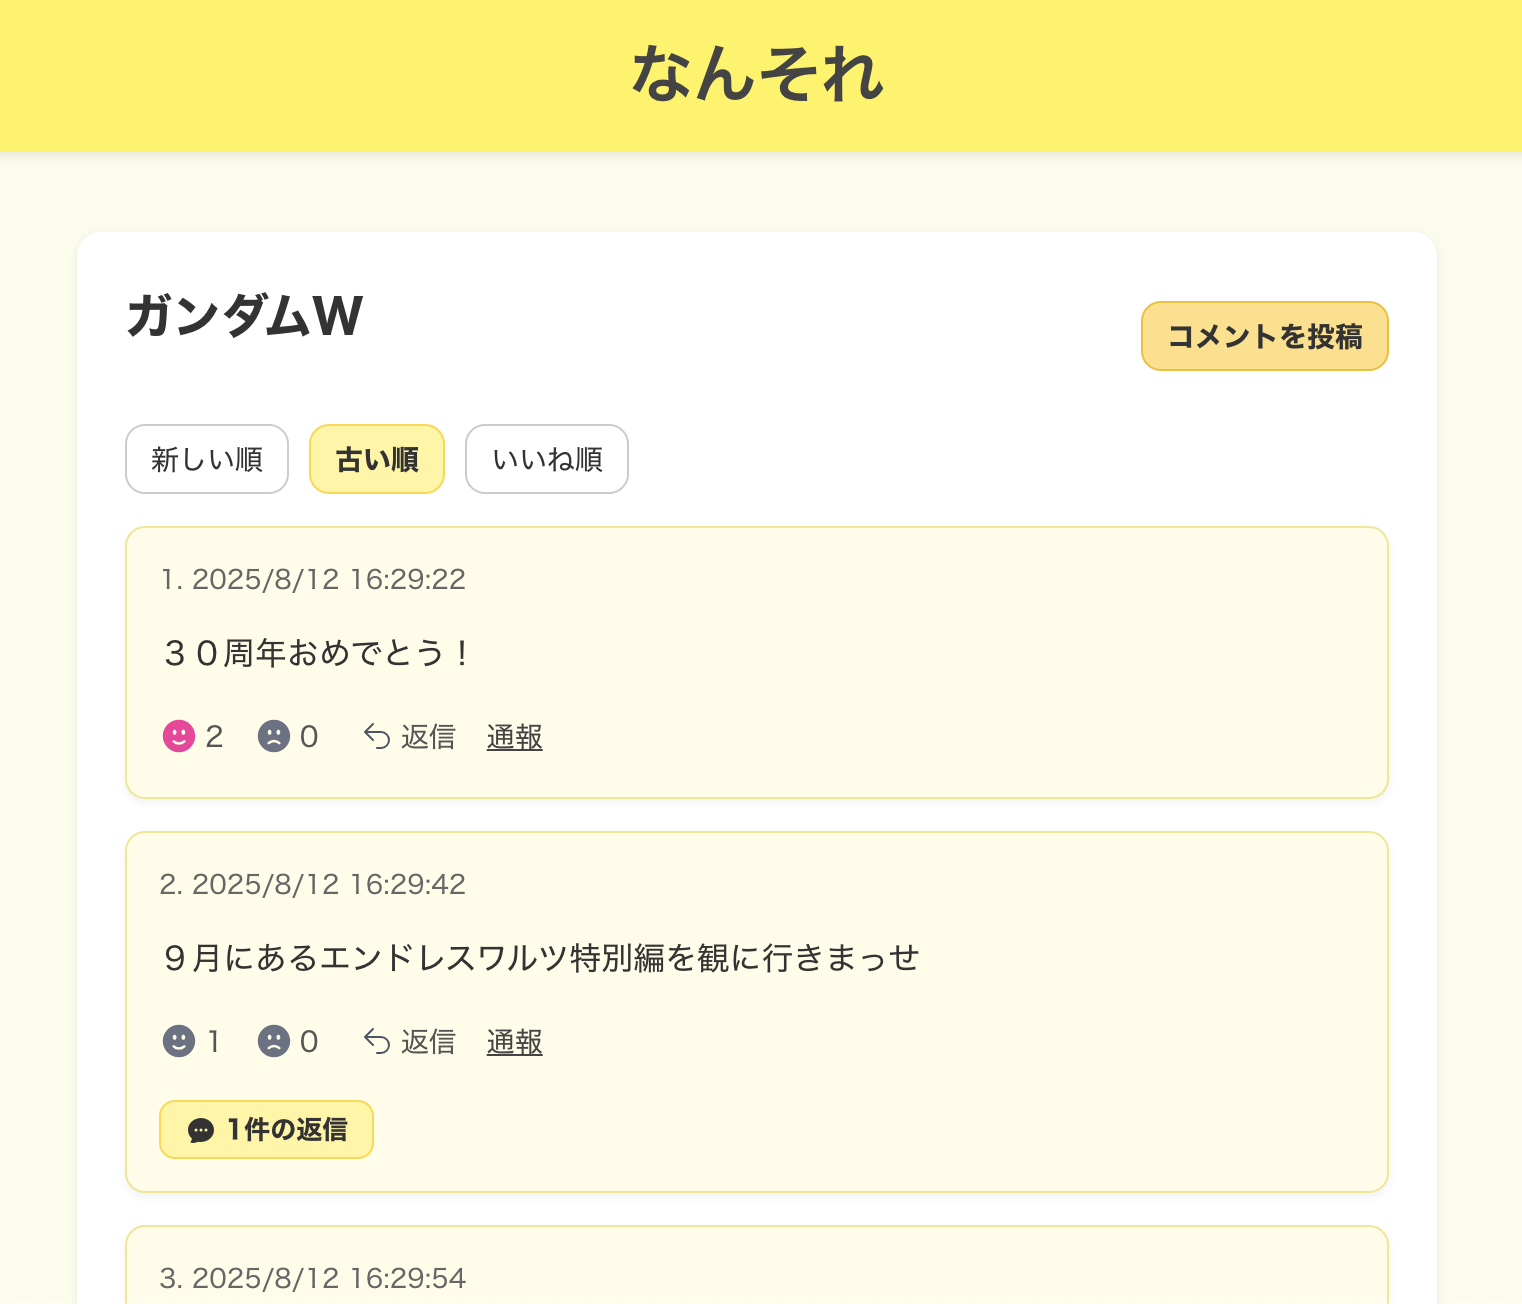 なんそれ
ガンダムW
コメントを投稿
新しい順 古い順 いいね順
1. 2025/8/12 16:29:22
３０周年おめでとう！
2 0 返信 通報
2. 2025/8/12 16:29:42
９月にあるエンドレスワルツ特別編を観に行きまっせ
1 0 返信 通報
1件の返信
3. 2025/8/12 16:29:54